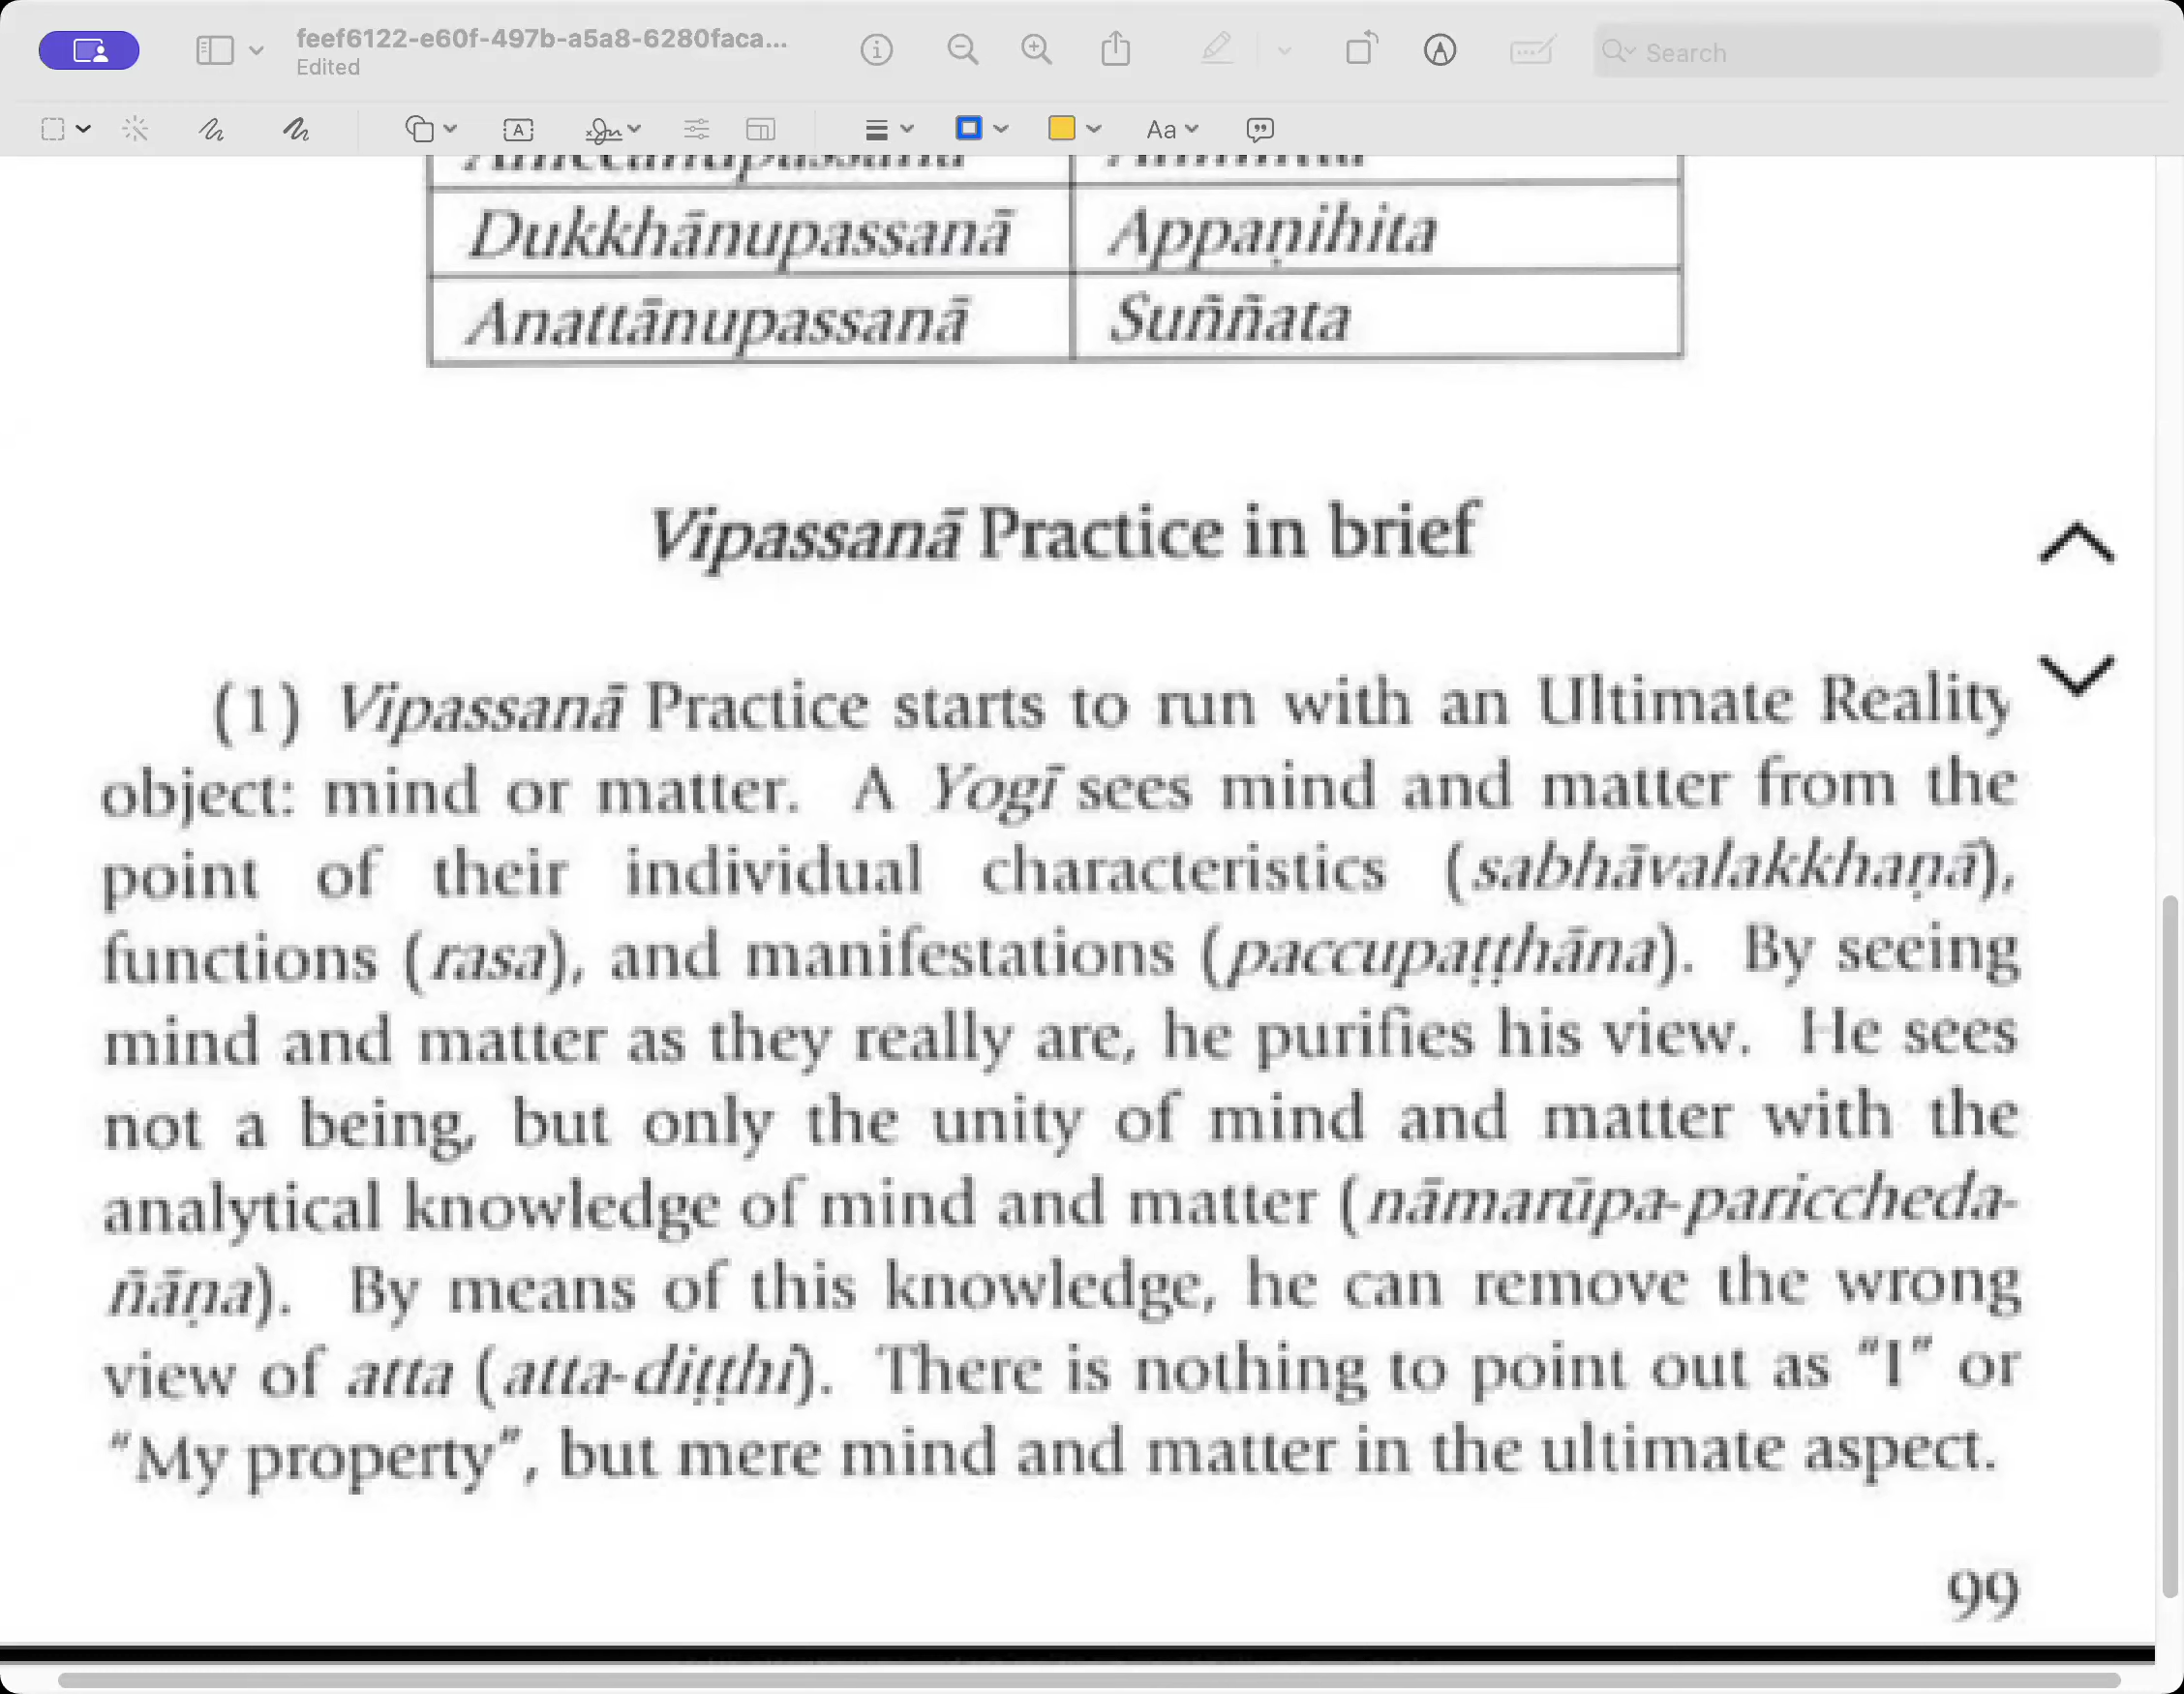 feef6122-e60f-497b-a5a8-6280faca...
Edited
Search
Aa
Dukkhānupassanā Appaṇihita
Anattānupassanā Suññata
Vipassanā Practice in brief
(1) Vipassanā Practice starts to run with an Ultimate Reality
object: mind or matter. A Yogī sees mind and matter from the
point of their individual characteristics (sabhāvalakkhaṇā),
functions (rasa), and manifestations (paccupaṭṭhāna). By seeing
mind and matter as they really are, he purifies his view. He sees
not a being, but only the unity of mind and matter with the
analytical knowledge of mind and matter (nāmarūpa-pariccheda-
ñāṇa). By means of this knowledge, he can remove the wrong
view of atta (atta-diṭṭhi). There is nothing to point out as "I" or
"My property", but mere mind and matter in the ultimate aspect.
99